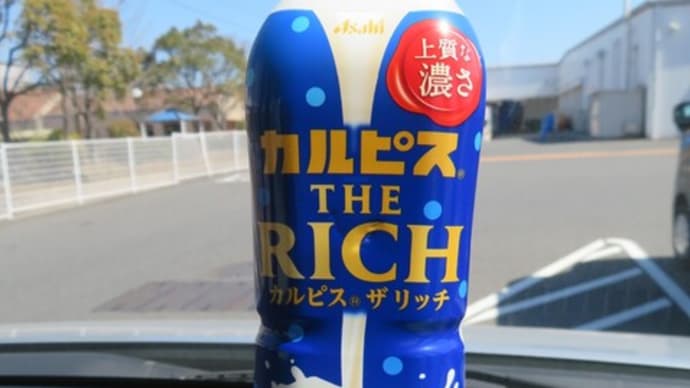 Asahi
上質な
濃さ
カルピス®
THE
RICH
カルピス® ザ リッチ